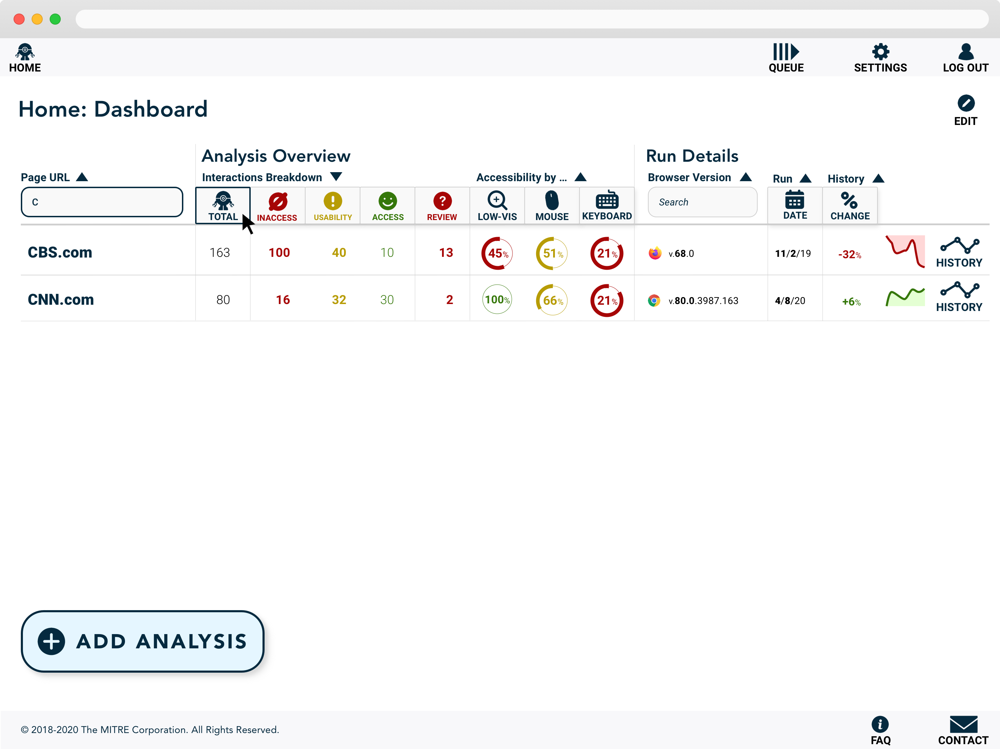 HOME
QUEUE
SETTINGS
LOG OUT
Home: Dashboard
EDIT
Analysis Overview
Run Details
Page URL
Interactions Breakdown
Accessibility by ...
Browser Version
Run
History
C
TOTAL
INACCESS
USABILITY
ACCESS
REVIEW
LOW-VIS
MOUSE
KEYBOARD
Search
DATE
CHANGE
CBS.com 163 100 40 10 13 45% 51% 21% v.68.0 11/2/19 -32% HISTORY
CNN.com 80 16 32 30 2 100% 66% 21% v.80.0.3987.163 4/8/20 +6% HISTORY
ADD ANALYSIS
© 2018-2020 The MITRE Corporation. All Rights Reserved.
FAQ
CONTACT